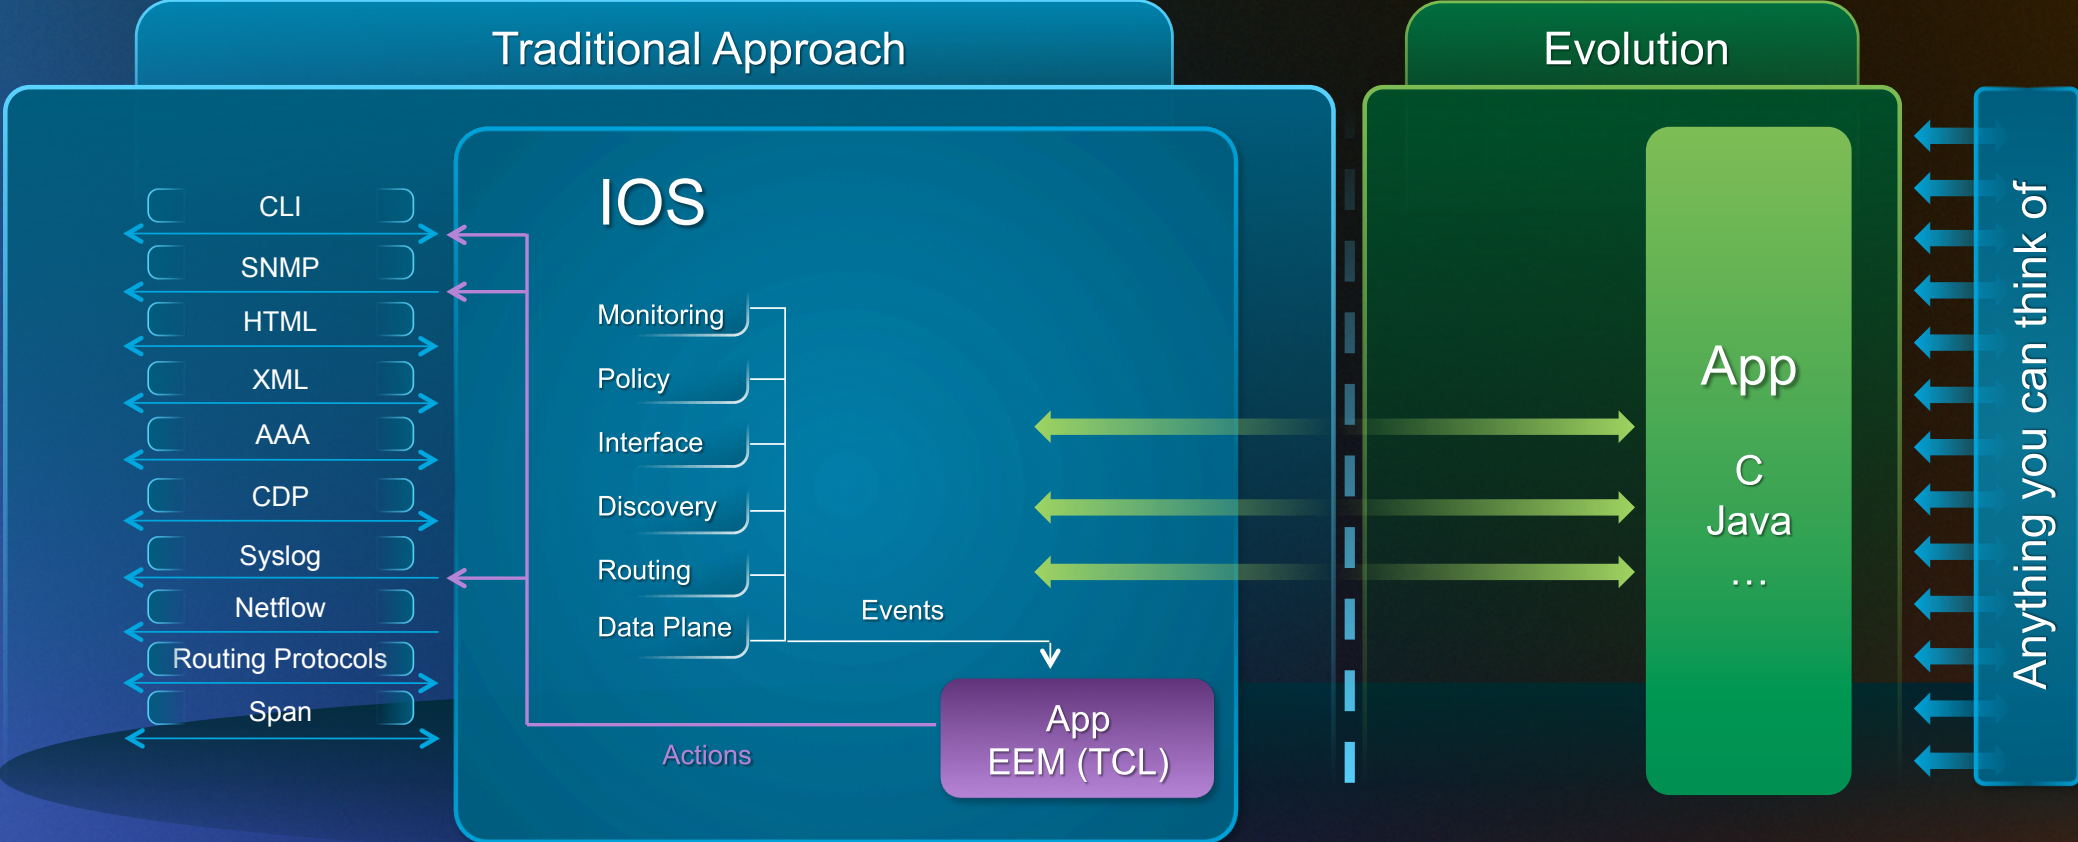 Traditional Approach
CLI
SNMP
HTML
XML
AAA
CDP
Syslog
Netflow
Routing Protocols
Span
IOS
Monitoring
Policy
Interface
Discovery
Routing
Data Plane
Events
Actions
App
EEM (TCL)
Evolution
App
C
Java
...
Anything you can think of